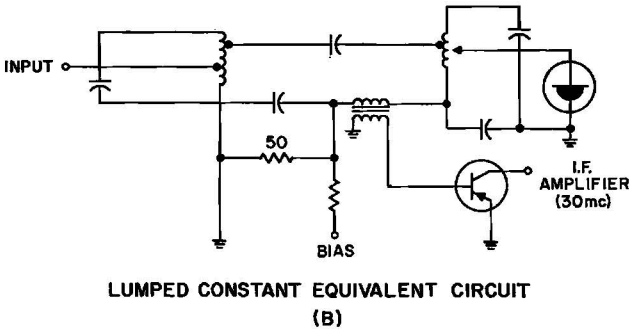 INPUT
50
BIAS
I.F.
AMPLIFIER
(30mc)
LUMPED CONSTANT EQUIVALENT CIRCUIT
(B)